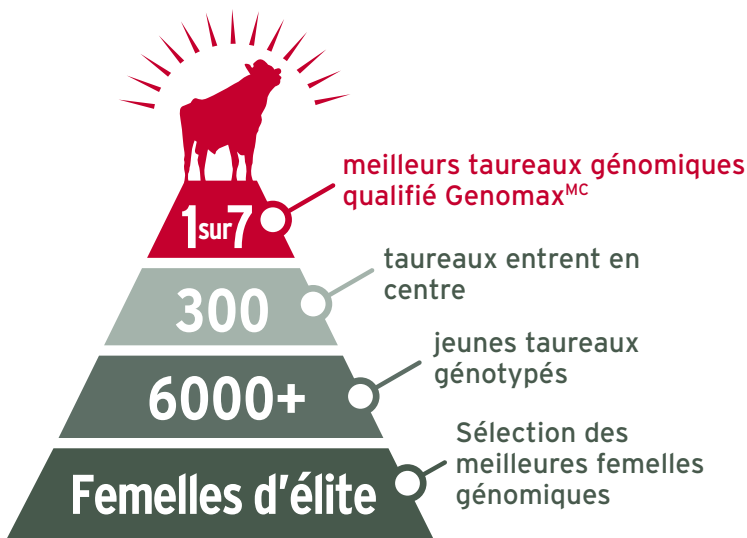 meilleurs taureaux génomiques
qualifié Genomaxᴹᶜ
1sur7
taureaux entrent en
centre
300
jeunes taureaux
génotypés
6000+
Sélection des
meilleures femelles
génomiques
Femelles d'élite